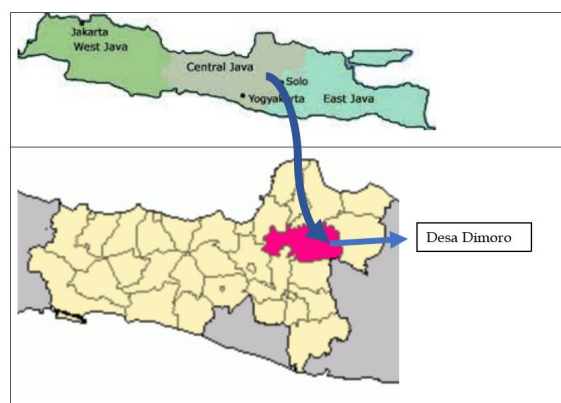 Jakarta
West Java
Central Java
Solo
Yogyakarta
East Java
Desa Dimoro